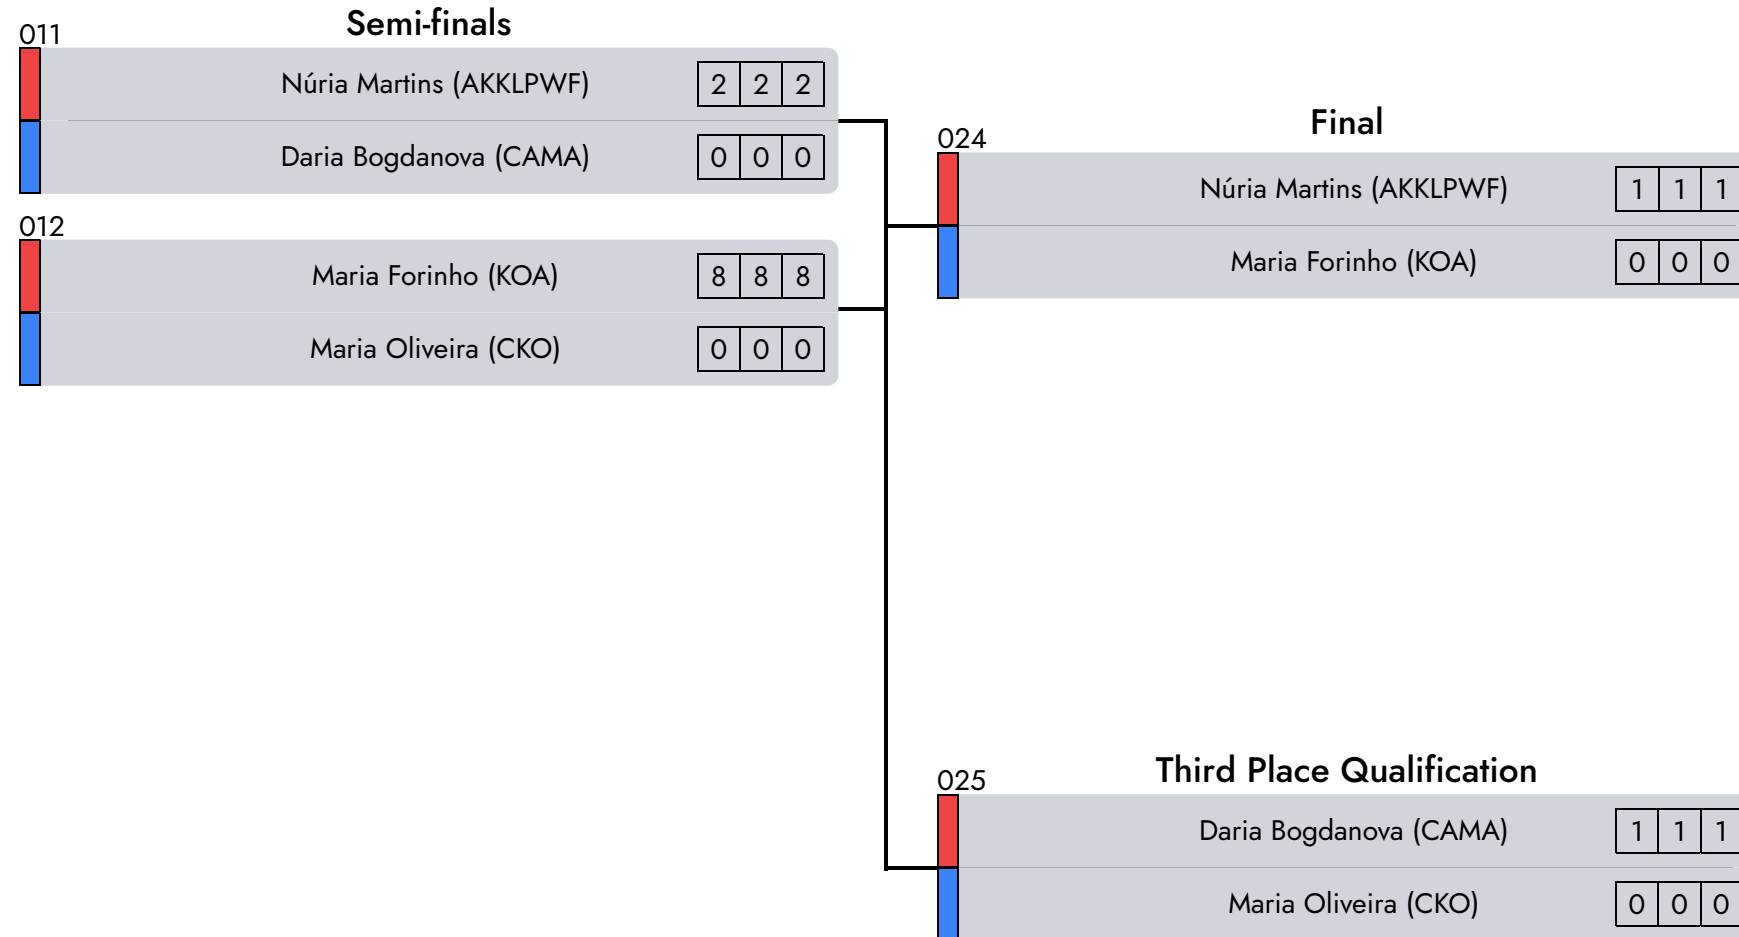 Semi-finals
011
Núria Martins (AKKLPWF) 2 2 2
Daria Bogdanova (CAMA) 0 0 0
012
Maria Forinho (KOA) 8 8 8
Maria Oliveira (CKO) 0 0 0
Final
024
Núria Martins (AKKLPWF) 1 1 1
Maria Forinho (KOA) 0 0 0
Third Place Qualification
025
Daria Bogdanova (CAMA) 1 1 1
Maria Oliveira (CKO) 0 0 0